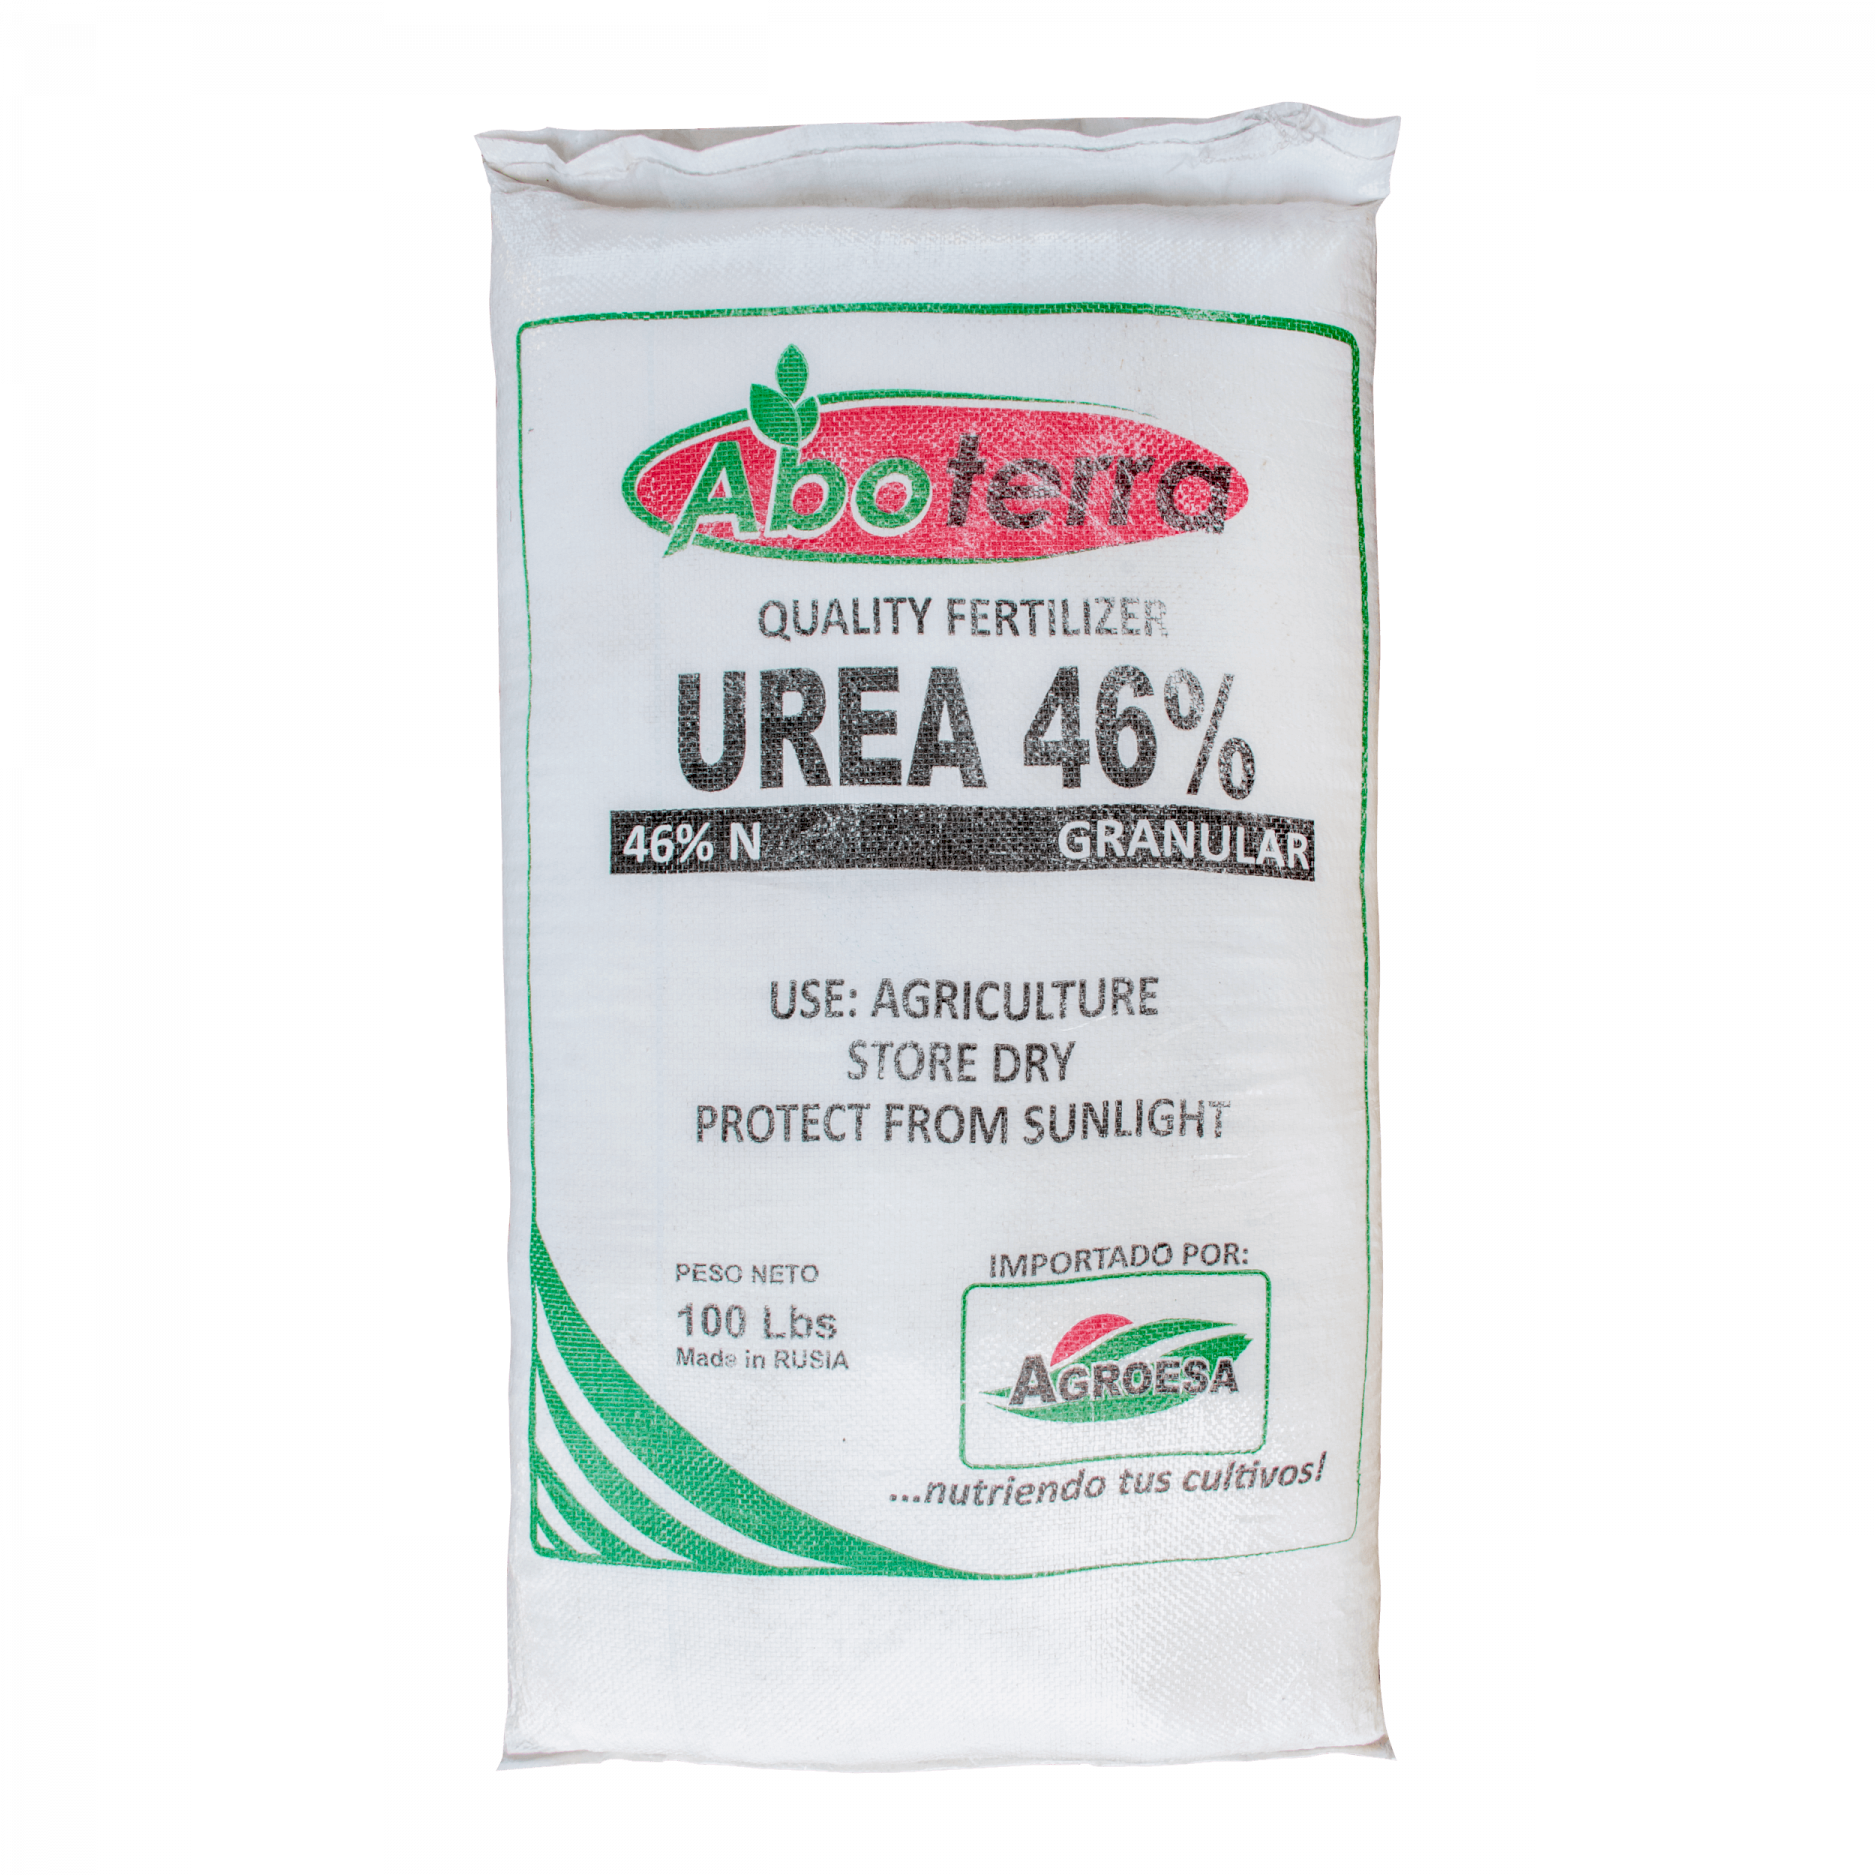 Aboterra
QUALITY FERTILIZER
UREA 46%
46% N GRANULAR
USE: AGRICULTURE
STORE DRY
PROTECT FROM SUNLIGHT
PESO NETO
100 Lbs
Made in RUSIA
IMPORTADO POR:
AGROESA
...nutriendo tus cultivos!